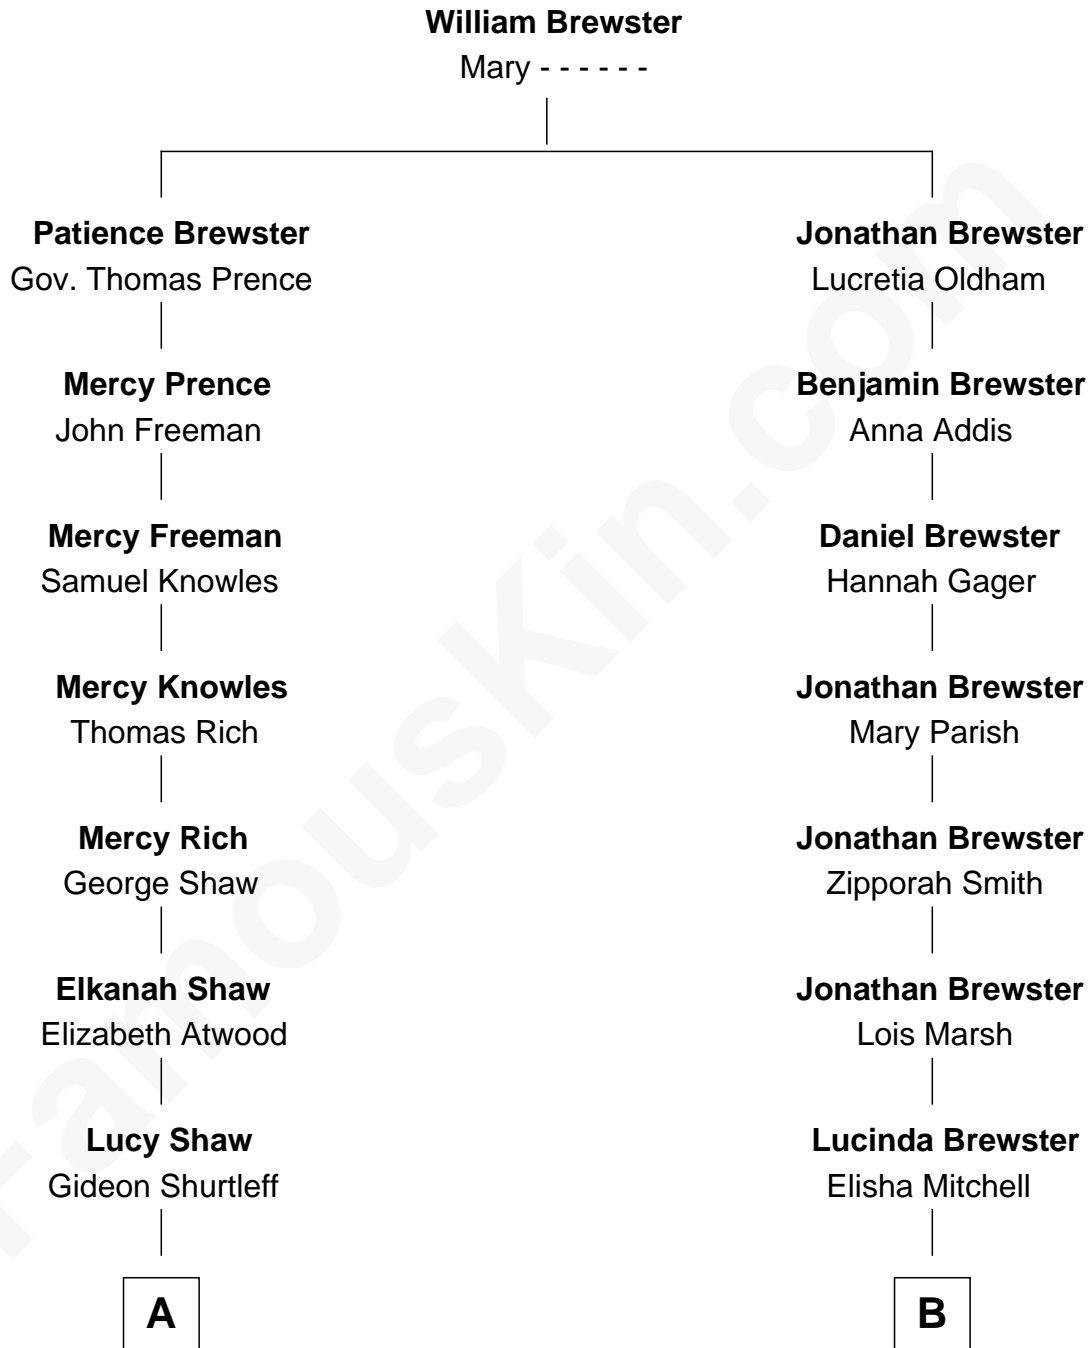 William Brewster
Mary - - - - - -
Patience Brewster
Gov. Thomas Prence
Jonathan Brewster
Lucretia Oldham
Mercy Prence
John Freeman
Benjamin Brewster
Anna Addis
Mercy Freeman
Samuel Knowles
Daniel Brewster
Hannah Gager
Mercy Knowles
Thomas Rich
Jonathan Brewster
Mary Parish
Mercy Rich
George Shaw
Jonathan Brewster
Zipporah Smith
Elkanah Shaw
Elizabeth Atwood
Jonathan Brewster
Lois Marsh
Lucy Shaw
Gideon Shurtleff
Lucinda Brewster
Elisha Mitchell
A
B
FamousKin.com